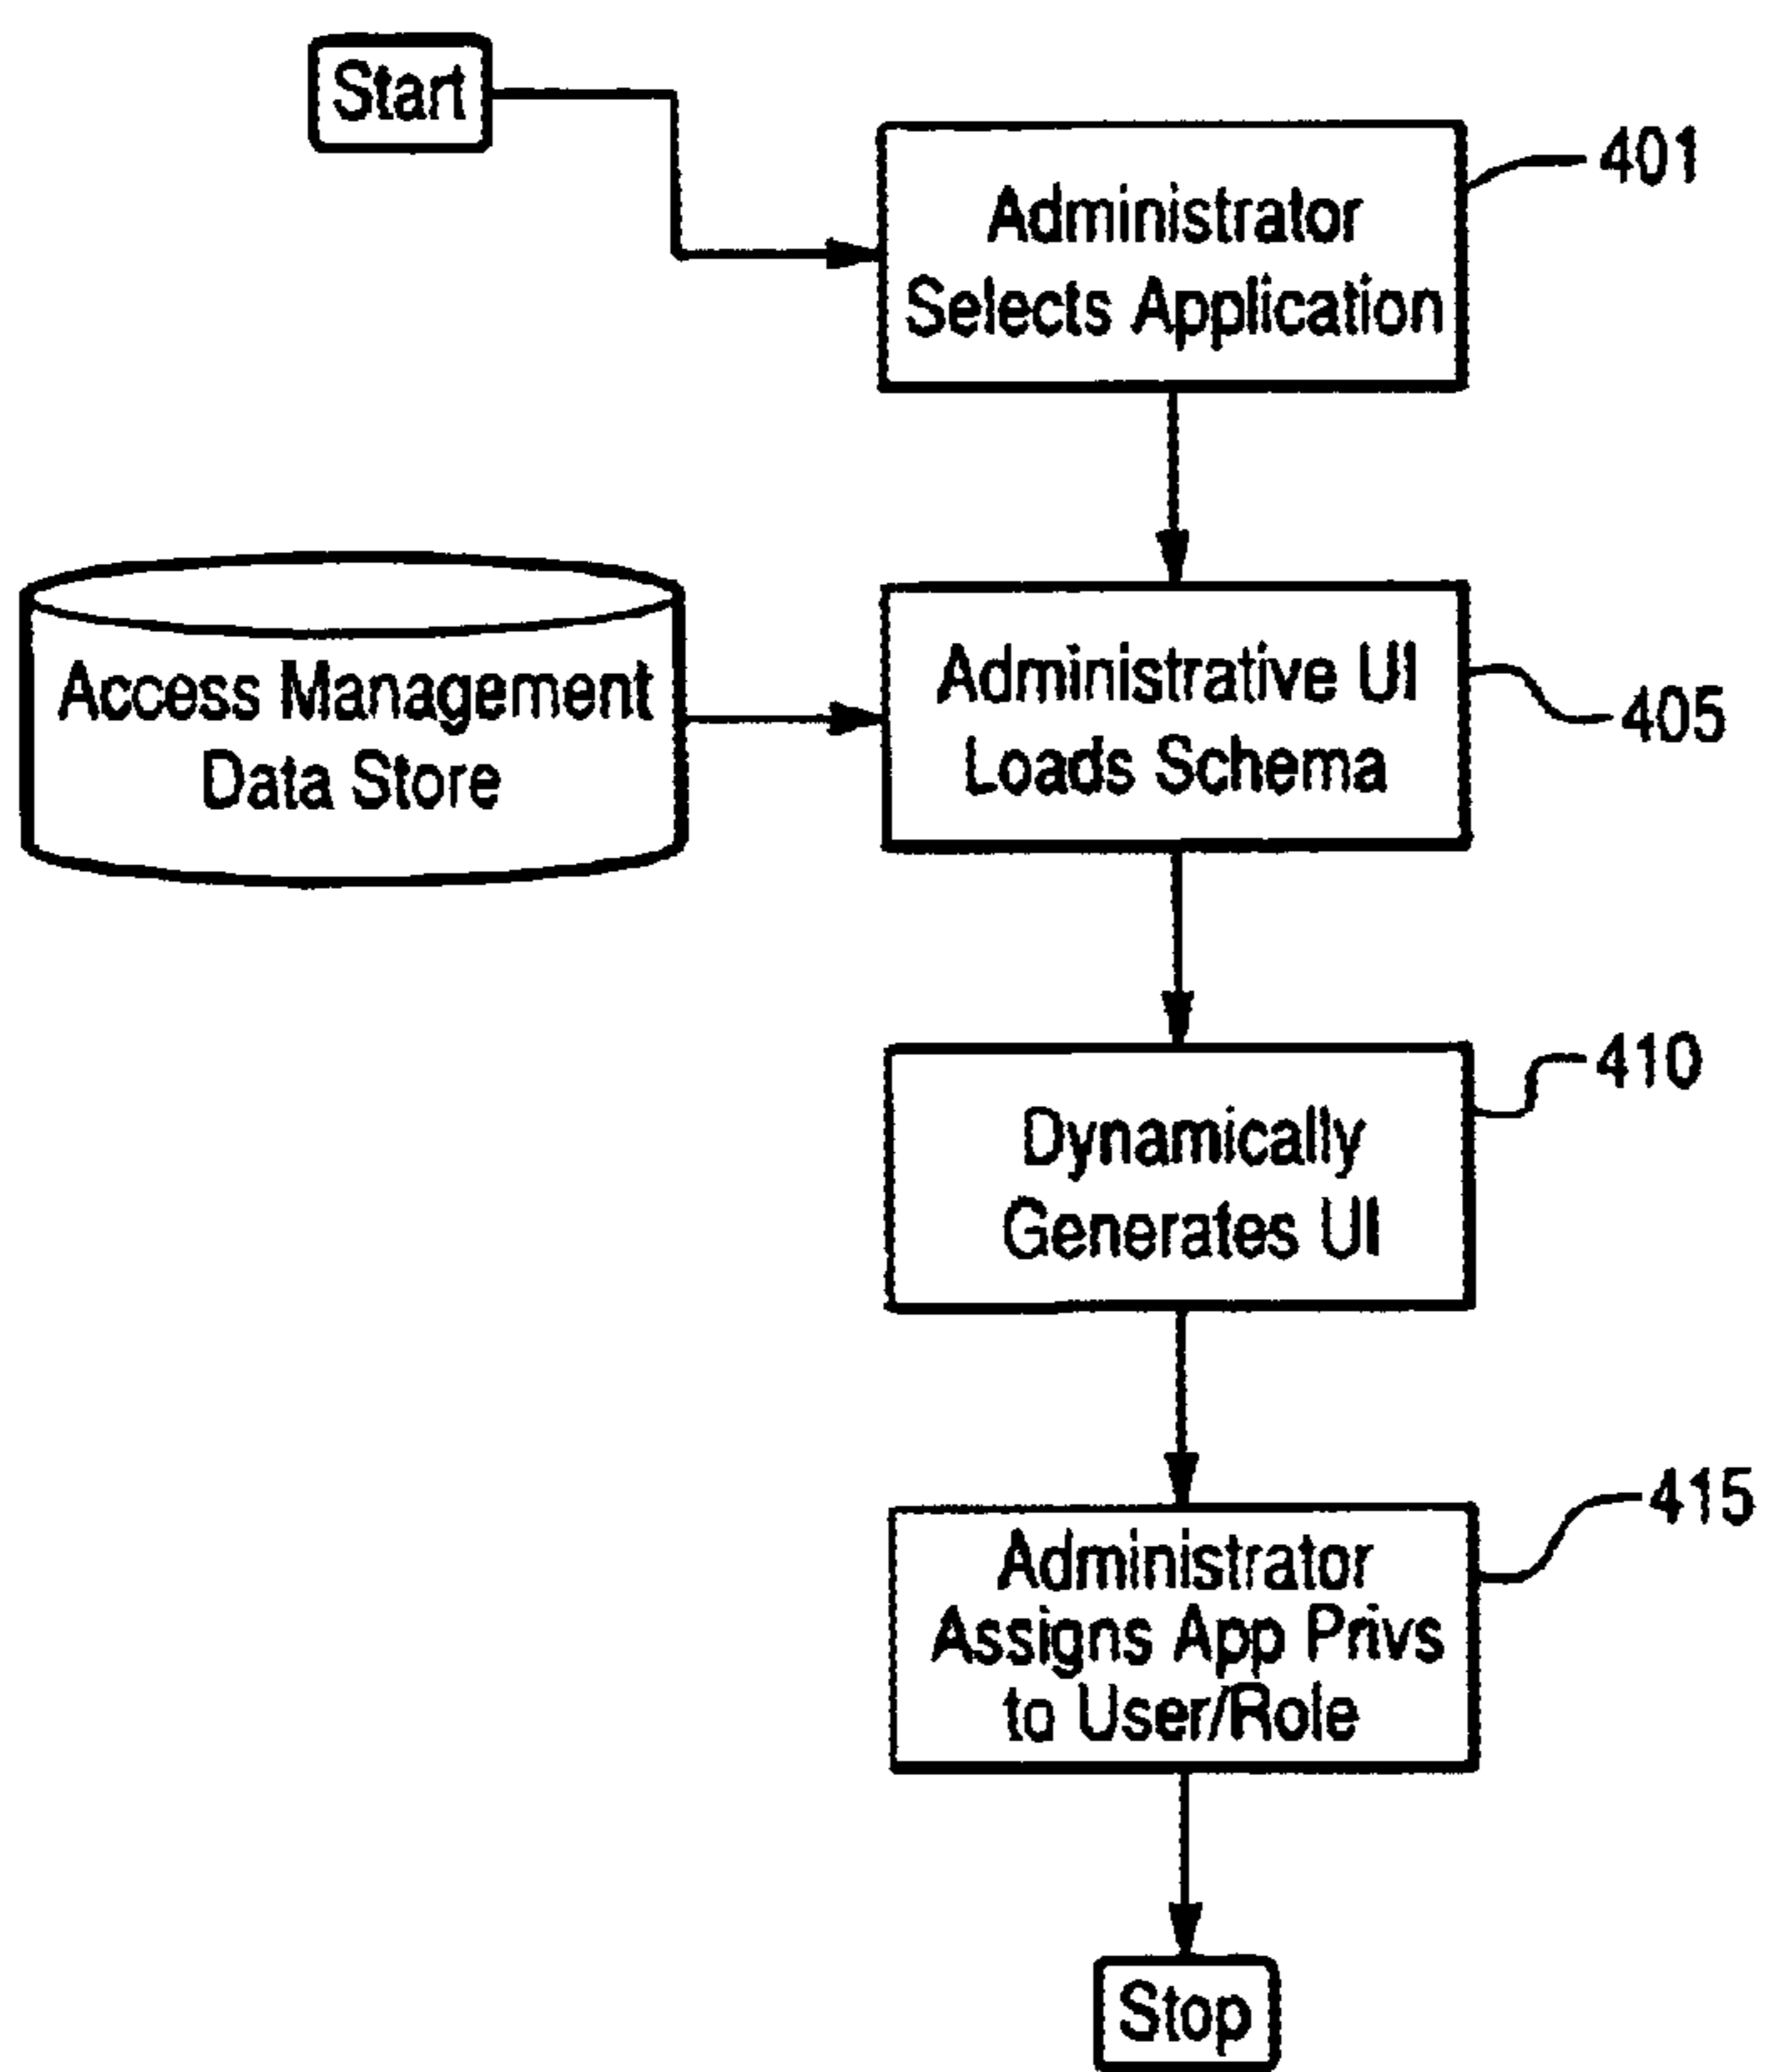 Start
Administrator
Selects Application
401
Access Management
Data Store
Administrative UI
Loads Schema
405
Dynamically
Generates UI
410
Administrator
Assigns App Privs
to User/Role
415
Stop